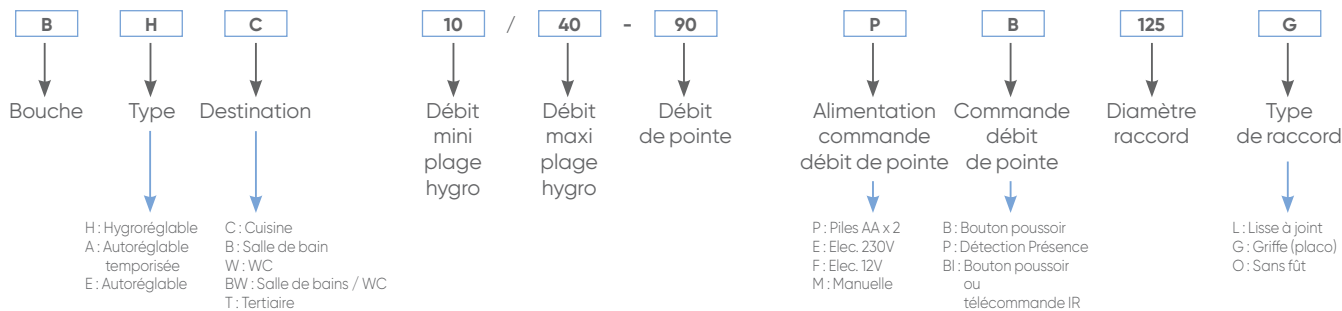 B H C 10 / 40 - 90 P B 125 G
Bouche
Type
Destination
Débit
mini
plage
hygro
Débit
maxi
plage
hygro
Débit
de pointe
Alimentation
commande
débit de pointe
Commande
débit
de pointe
Diamètre
raccord
Type
de raccord
H : Hygroréglable
A : Autoréglable
temporisée
E : Autoréglable
C : Cuisine
B : Salle de bain
W : WC
BW : Salle de bains / WC
T : Tertiaire
P : Piles AA x 2
E : Elec. 230V
F : Elec. 12V
M : Manuelle
B : Bouton poussoir
P : Détection Présence
BI : Bouton poussoir
ou
télécommande IR
L : Lisse à joint
G : Griffe (placo)
O : Sans fût